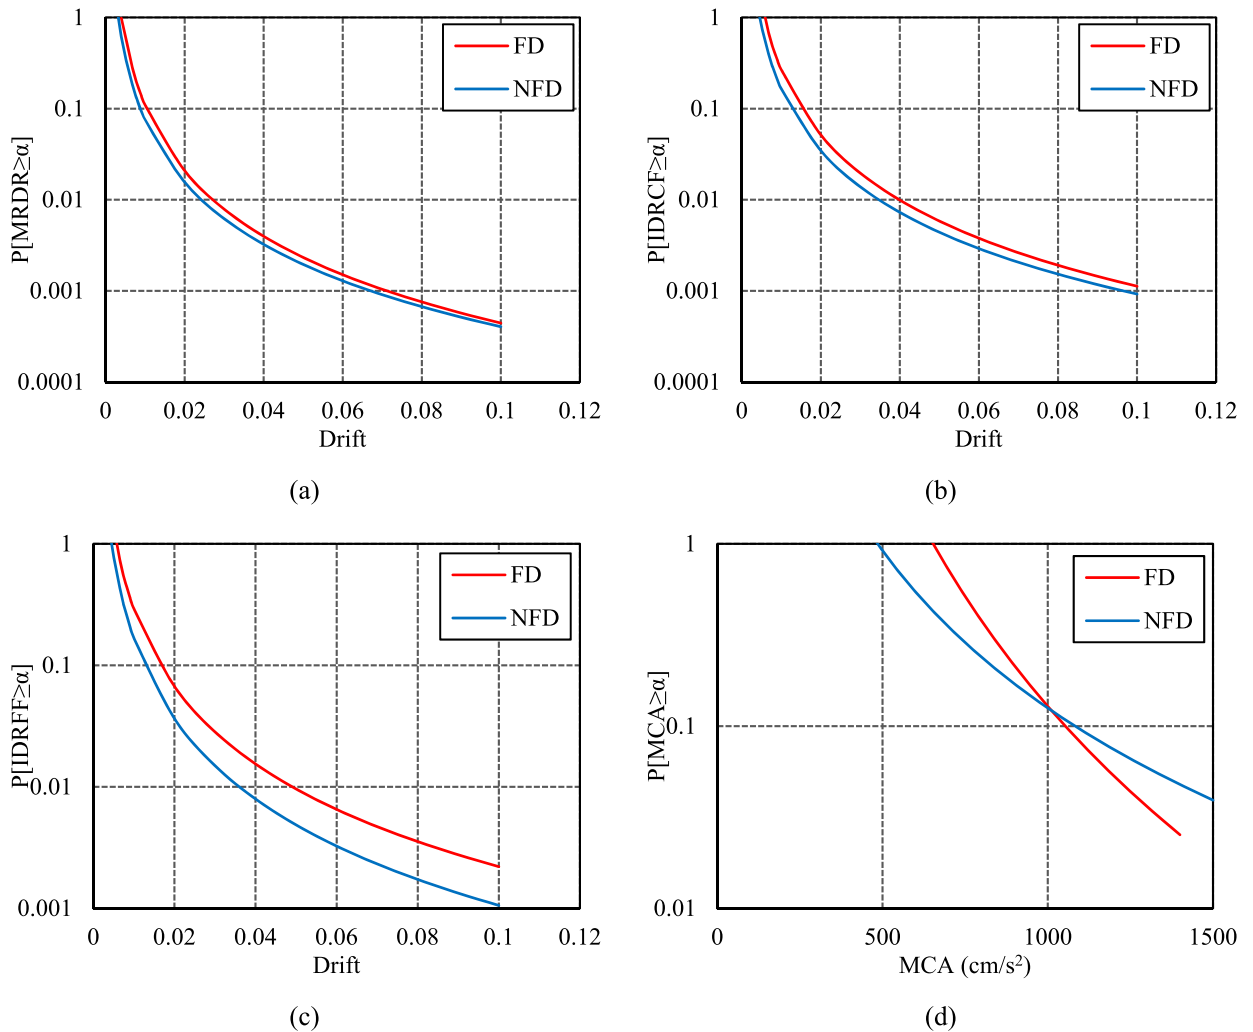 P[MRDR≥α]
1
0.1
0.01
0.001
0.0001
FD
NFD
0 0.02 0.04 0.06 0.08 0.1 0.12
Drift
(a)
P[IDRCF≥α]
1
0.1
0.01
0.001
0.0001
FD
NFD
0 0.02 0.04 0.06 0.08 0.1 0.12
Drift
(b)
P[IDRFF≥α]
1
0.1
0.01
0.001
FD
NFD
0 0.02 0.04 0.06 0.08 0.1 0.12
Drift
(c)
P[MCA≥α]
1
0.1
0.01
FD
NFD
0 500 1000 1500
MCA (cm/s²)
(d)